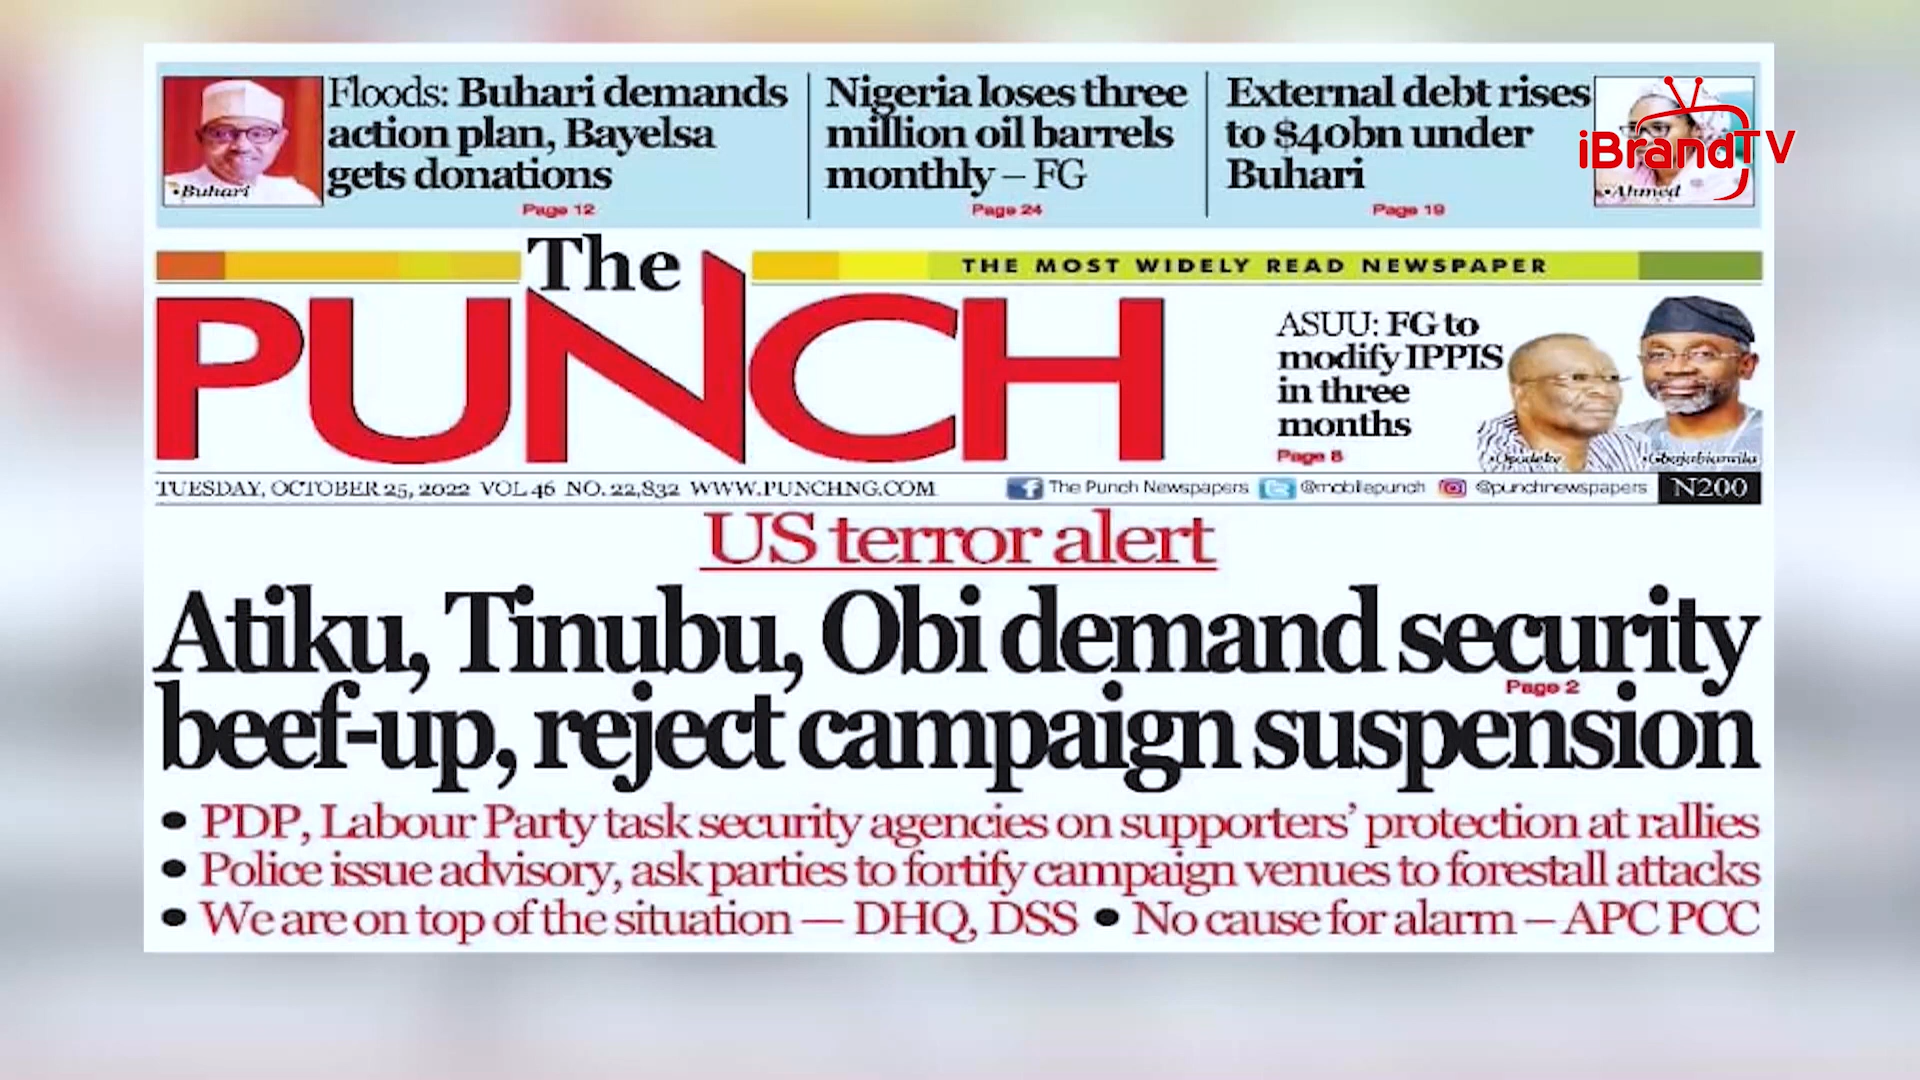 Floods: Buhari demands
action plan, Bayelsa
gets donations
Page 12
•Buhari
Nigeria loses three
million oil barrels
monthly – FG
Page 24
External debt rises
to $40bn under
Buhari
Page 19
•Ahmed
iBrandTV
The
PUNCH
THE MOST WIDELY READ NEWSPAPER
ASUU: FG to
modify IPPIS
in three
months
Page 8
•Gbajabiamila
TUESDAY, OCTOBER 25, 2022 VOL 46 NO. 22,832 WWW.PUNCHNG.COM
The Punch Newspapers @mobilepunch @punchnewspapers N200
US terror alert
Atiku, Tinubu, Obi demand security
Page 2
beef-up, reject campaign suspension
• PDP, Labour Party task security agencies on supporters' protection at rallies
• Police issue advisory, ask parties to fortify campaign venues to forestall attacks
• We are on top of the situation — DHQ, DSS • No cause for alarm – APC PCC